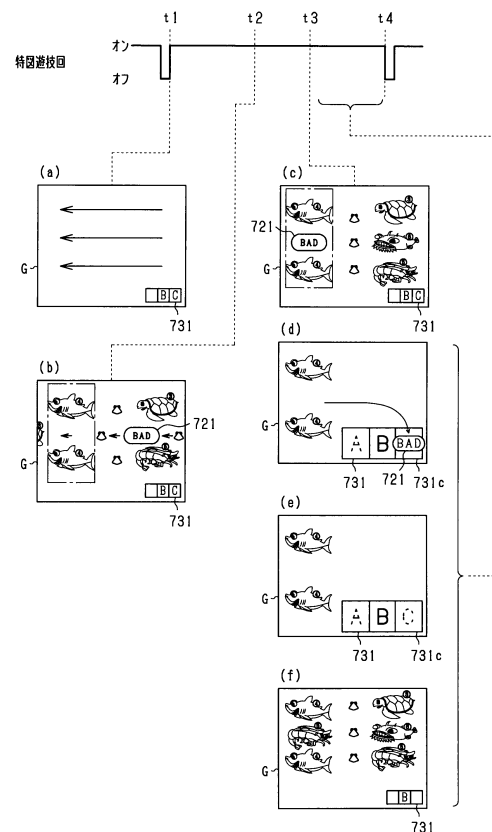 t1 t2 t3 t4
オン
特図遊技回
オフ
(a)
G
B C
731
(b)
BAD
721
G
B C
731
(c)
721
BAD
G
B C
731
(d)
G
A B BAD
731 721 731c
(e)
G
A B C
731 731c
(f)
G
B
731